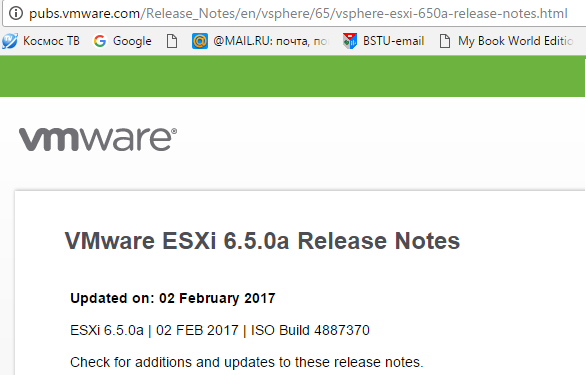 pubs.vmware.com/Release_Notes/en/vsphere/65/vsphere-esxi-650a-release-notes.html
Космос ТВ Google @MAIL.RU: почта, по BSTU-email My Book World Editio
vmware®
VMware ESXi 6.5.0a Release Notes
Updated on: 02 February 2017
ESXi 6.5.0a | 02 FEB 2017 | ISO Build 4887370
Check for additions and updates to these release notes.